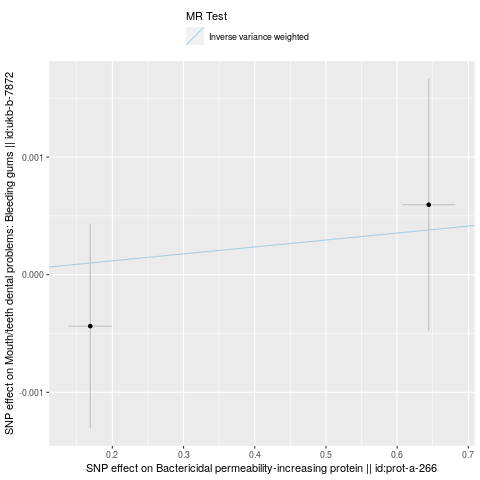 MR Test
Inverse variance weighted
SNP effect on Mouth/teeth dental problems: Bleeding gums || id:ukb-b-7872
0.001
0.000
-0.001
0.2 0.3 0.4 0.5 0.6 0.7
SNP effect on Bactericidal permeability-increasing protein || id:prot-a-266